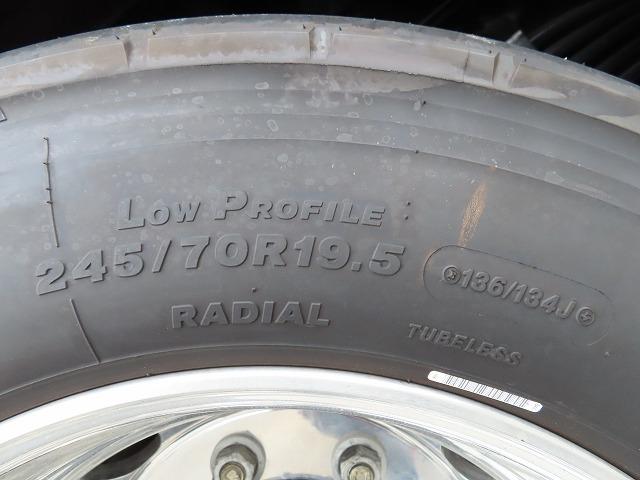 LOW PROFILE
245/70R19.5
136/134J
RADIAL
TUBELESS